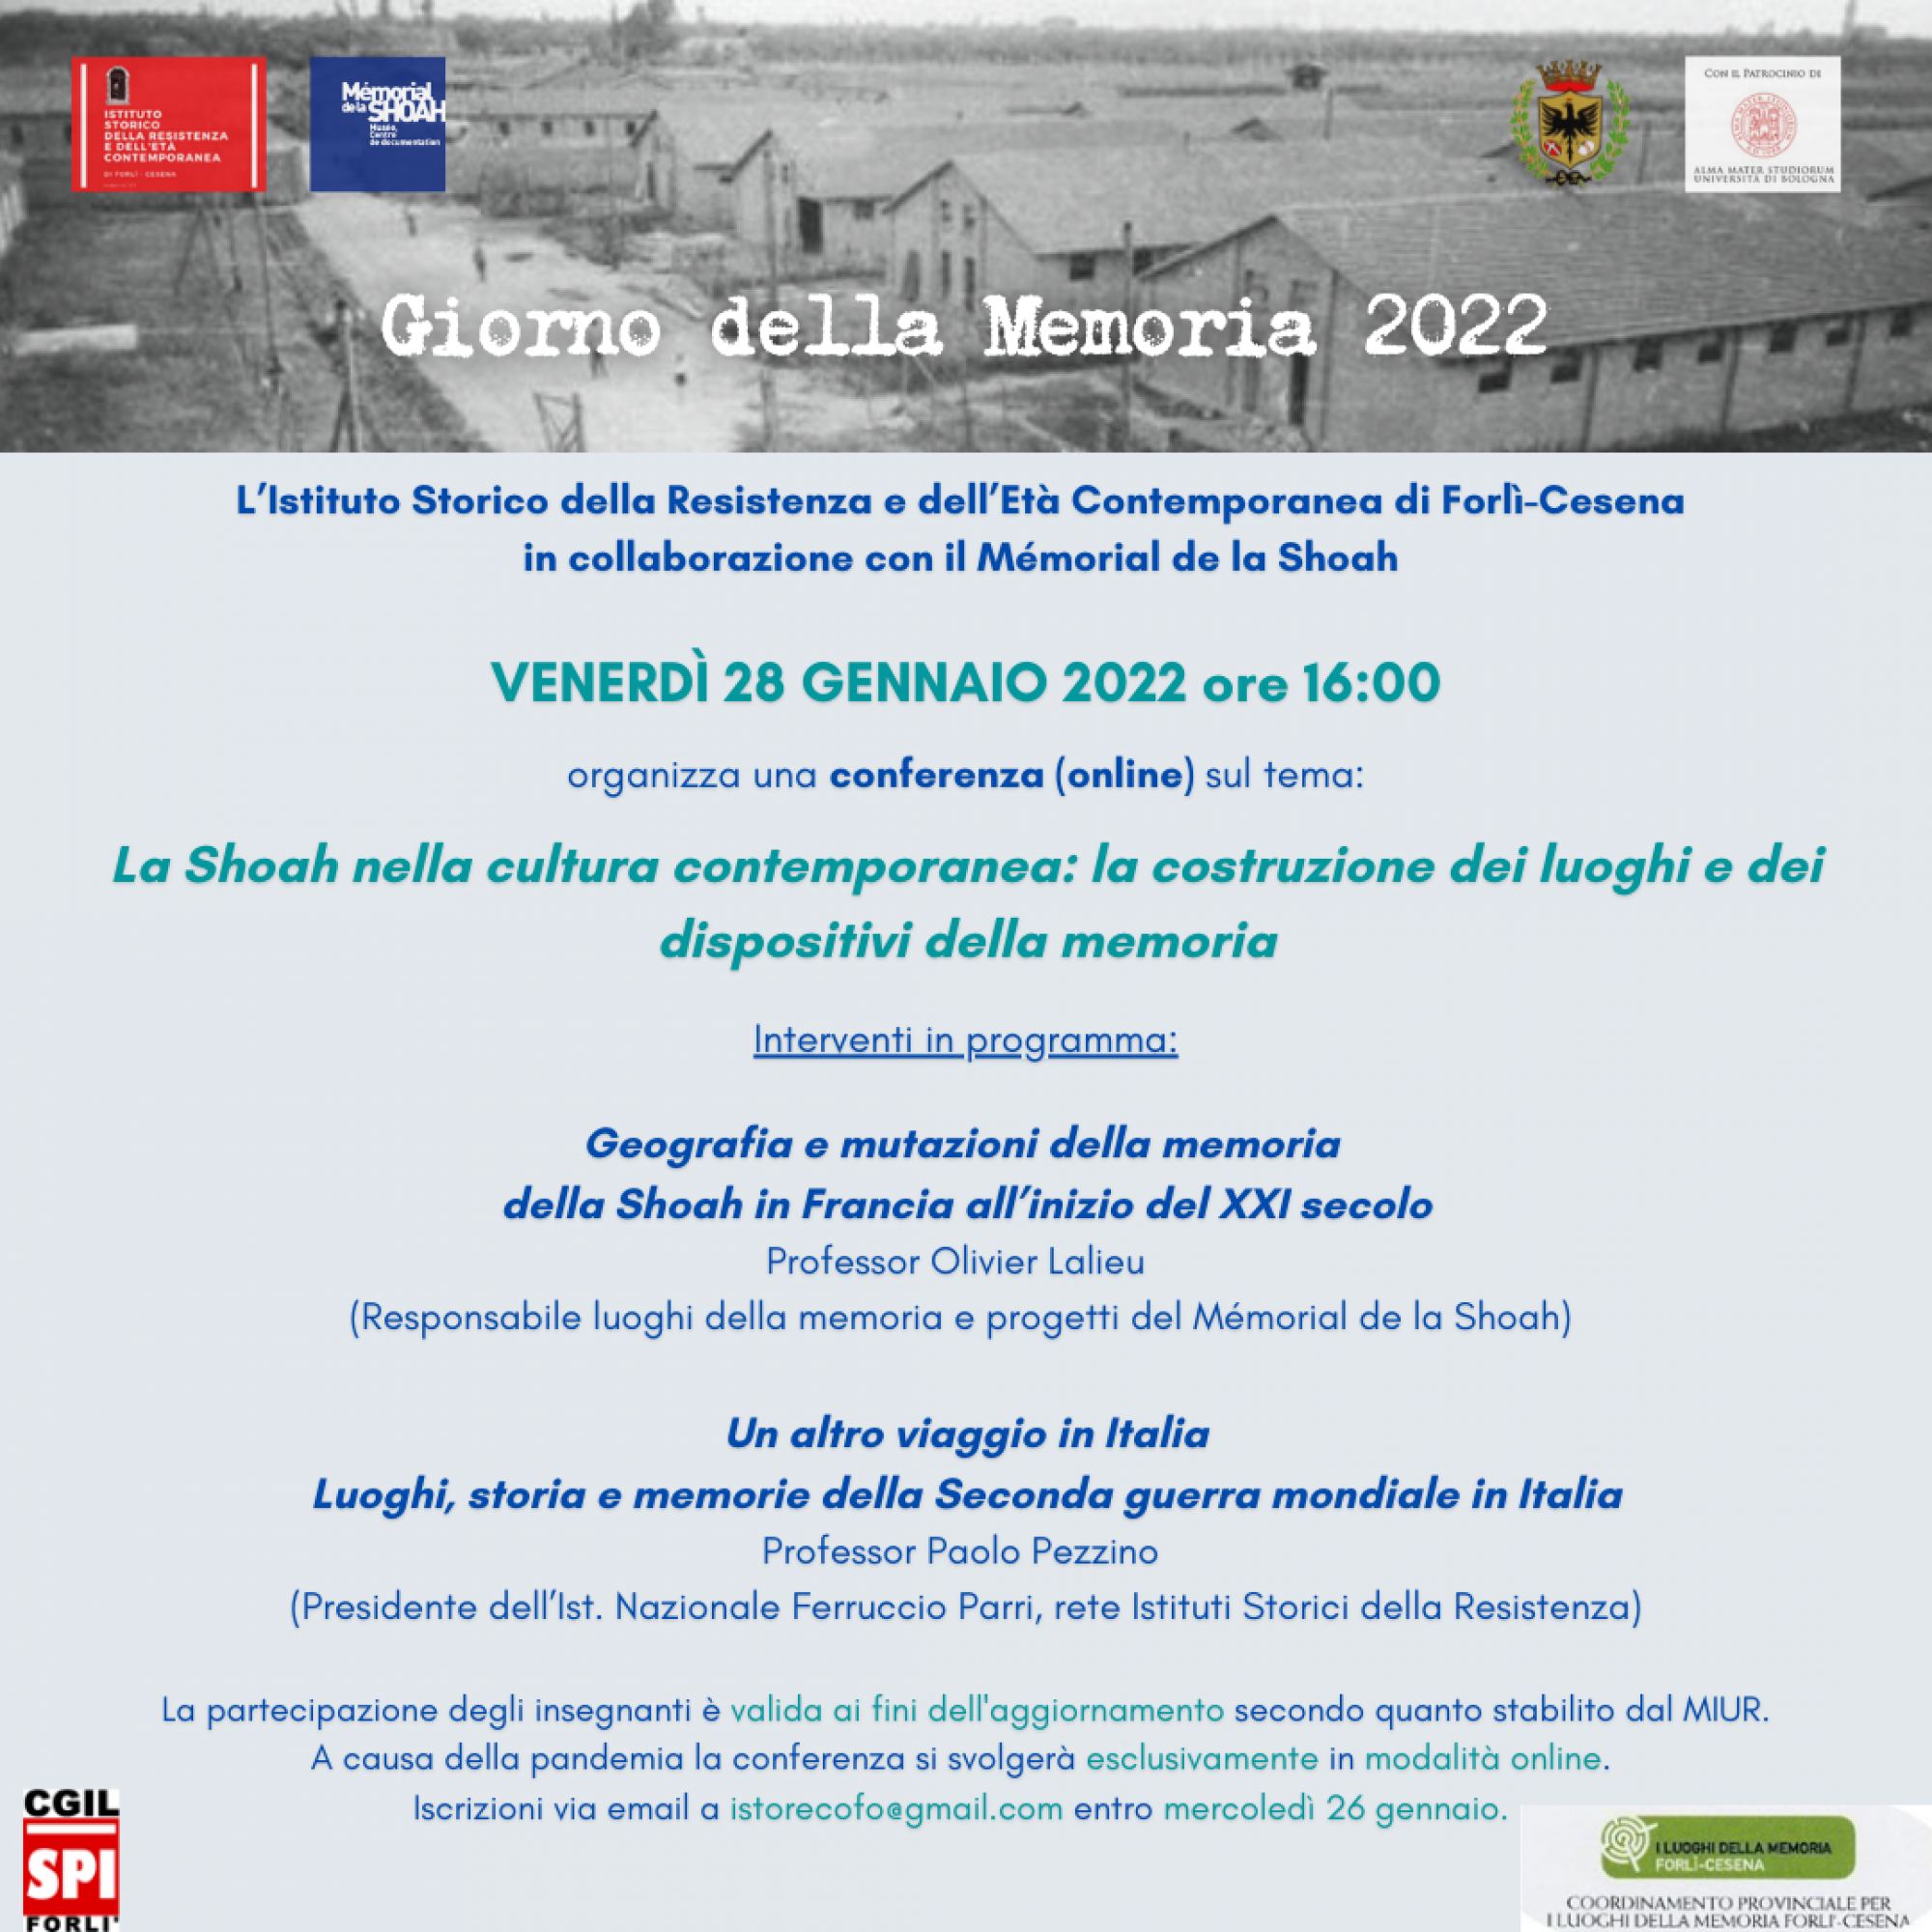 ISTITUTO
STORICO
DELLA RESISTENZA
E DELL'ETÀ
CONTEMPORANEA
DI FORLÌ - CESENA
Mémorial
de la SHOAH
Musée,
Centre
de documentation
CON IL PATROCINIO DI
ALMA MATER STUDIORUM
UNIVERSITÀ DI BOLOGNA
Giorno della Memoria 2022
L’Istituto Storico della Resistenza e dell’Età Contemporanea di Forlì-Cesena
in collaborazione con il Mémorial de la Shoah
VENERDÌ 28 GENNAIO 2022 ore 16:00
organizza una conferenza (online) sul tema:
La Shoah nella cultura contemporanea: la costruzione dei luoghi e dei
dispositivi della memoria
Interventi in programma:
Geografia e mutazioni della memoria
della Shoah in Francia all’inizio del XXI secolo
Professor Olivier Lalieu
(Responsabile luoghi della memoria e progetti del Mémorial de la Shoah)
Un altro viaggio in Italia
Luoghi, storia e memorie della Seconda guerra mondiale in Italia
Professor Paolo Pezzino
(Presidente dell’Ist. Nazionale Ferruccio Parri, rete Istituti Storici della Resistenza)
La partecipazione degli insegnanti è valida ai fini dell'aggiornamento secondo quanto stabilito dal MIUR.
A causa della pandemia la conferenza si svolgerà esclusivamente in modalità online.
Iscrizioni via email a istorecofo@gmail.com entro mercoledì 26 gennaio.
CGIL
SPI
FORLI'
I LUOGHI DELLA MEMORIA
FORLÌ-CESENA
COORDINAMENTO PROVINCIALE PER
I LUOGHI DELLA MEMORIA FORLI'-CESENA